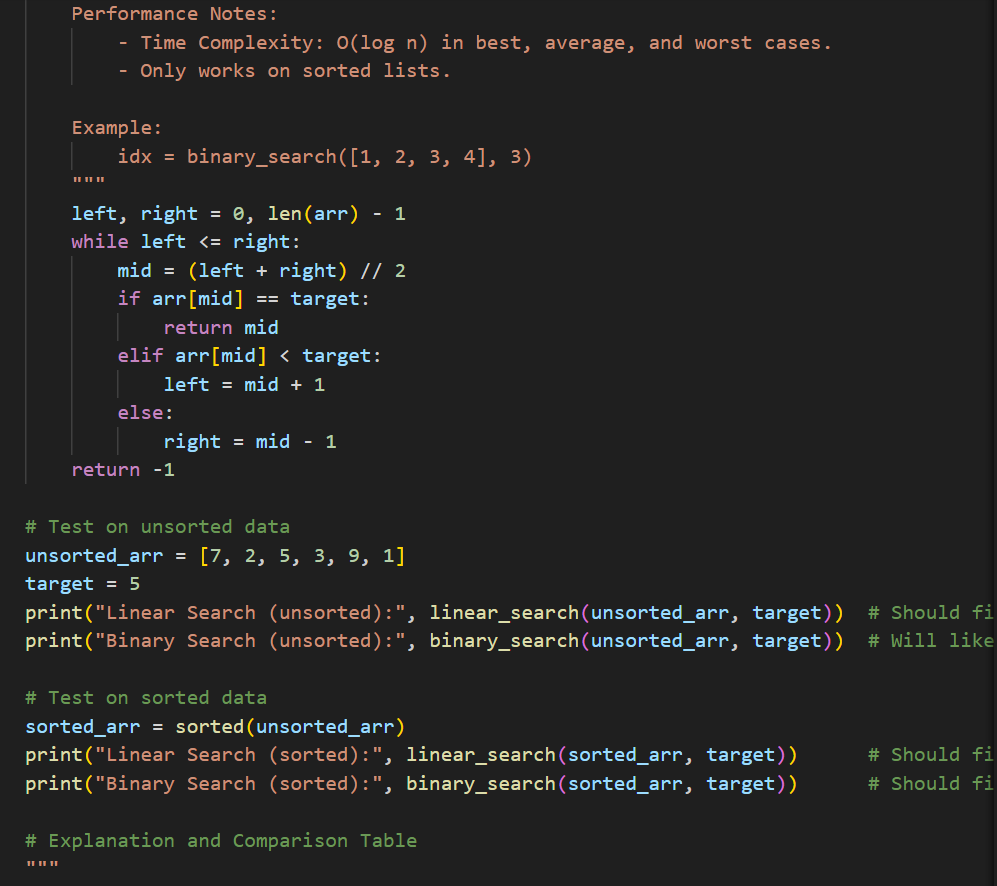 Performance Notes:
- Time Complexity: O(log n) in best, average, and worst cases.
- Only works on sorted lists.
Example:
idx = binary_search([1, 2, 3, 4], 3)
"""
left, right = 0, len(arr) - 1
while left <= right:
mid = (left + right) // 2
if arr[mid] == target:
return mid
elif arr[mid] < target:
left = mid + 1
else:
right = mid - 1
return -1
# Test on unsorted data
unsorted_arr = [7, 2, 5, 3, 9, 1]
target = 5
print("Linear Search (unsorted):", linear_search(unsorted_arr, target))  # Should fi
print("Binary Search (unsorted):", binary_search(unsorted_arr, target))  # Will like
# Test on sorted data
sorted_arr = sorted(unsorted_arr)
print("Linear Search (sorted):", linear_search(sorted_arr, target))      # Should fi
print("Binary Search (sorted):", binary_search(sorted_arr, target))      # Should fi
# Explanation and Comparison Table
"""